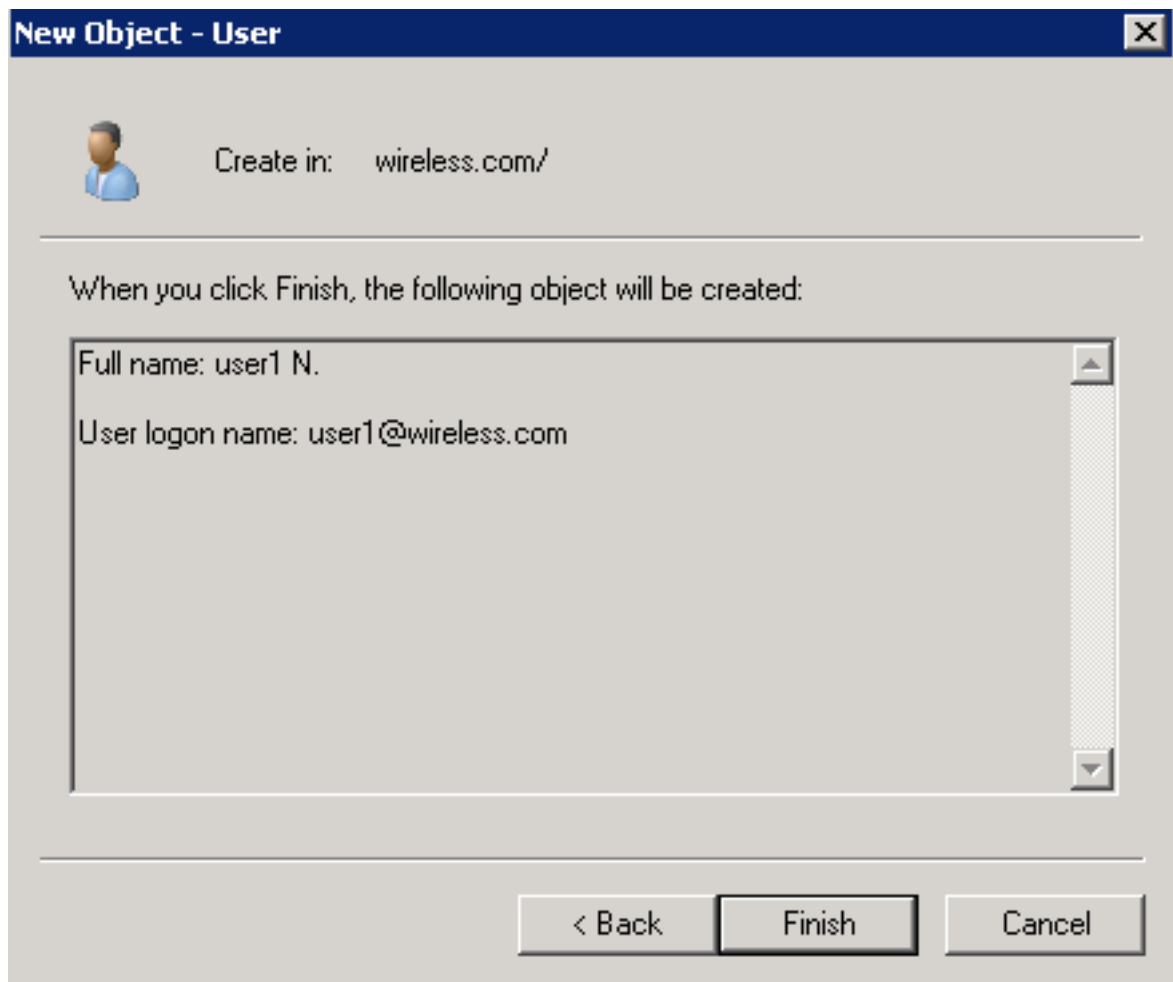 New Object - User
Create in: wireless.com/
When you click Finish, the following object will be created:
Full name: user1 N.
User logon name: user1@wireless.com
< Back Finish Cancel